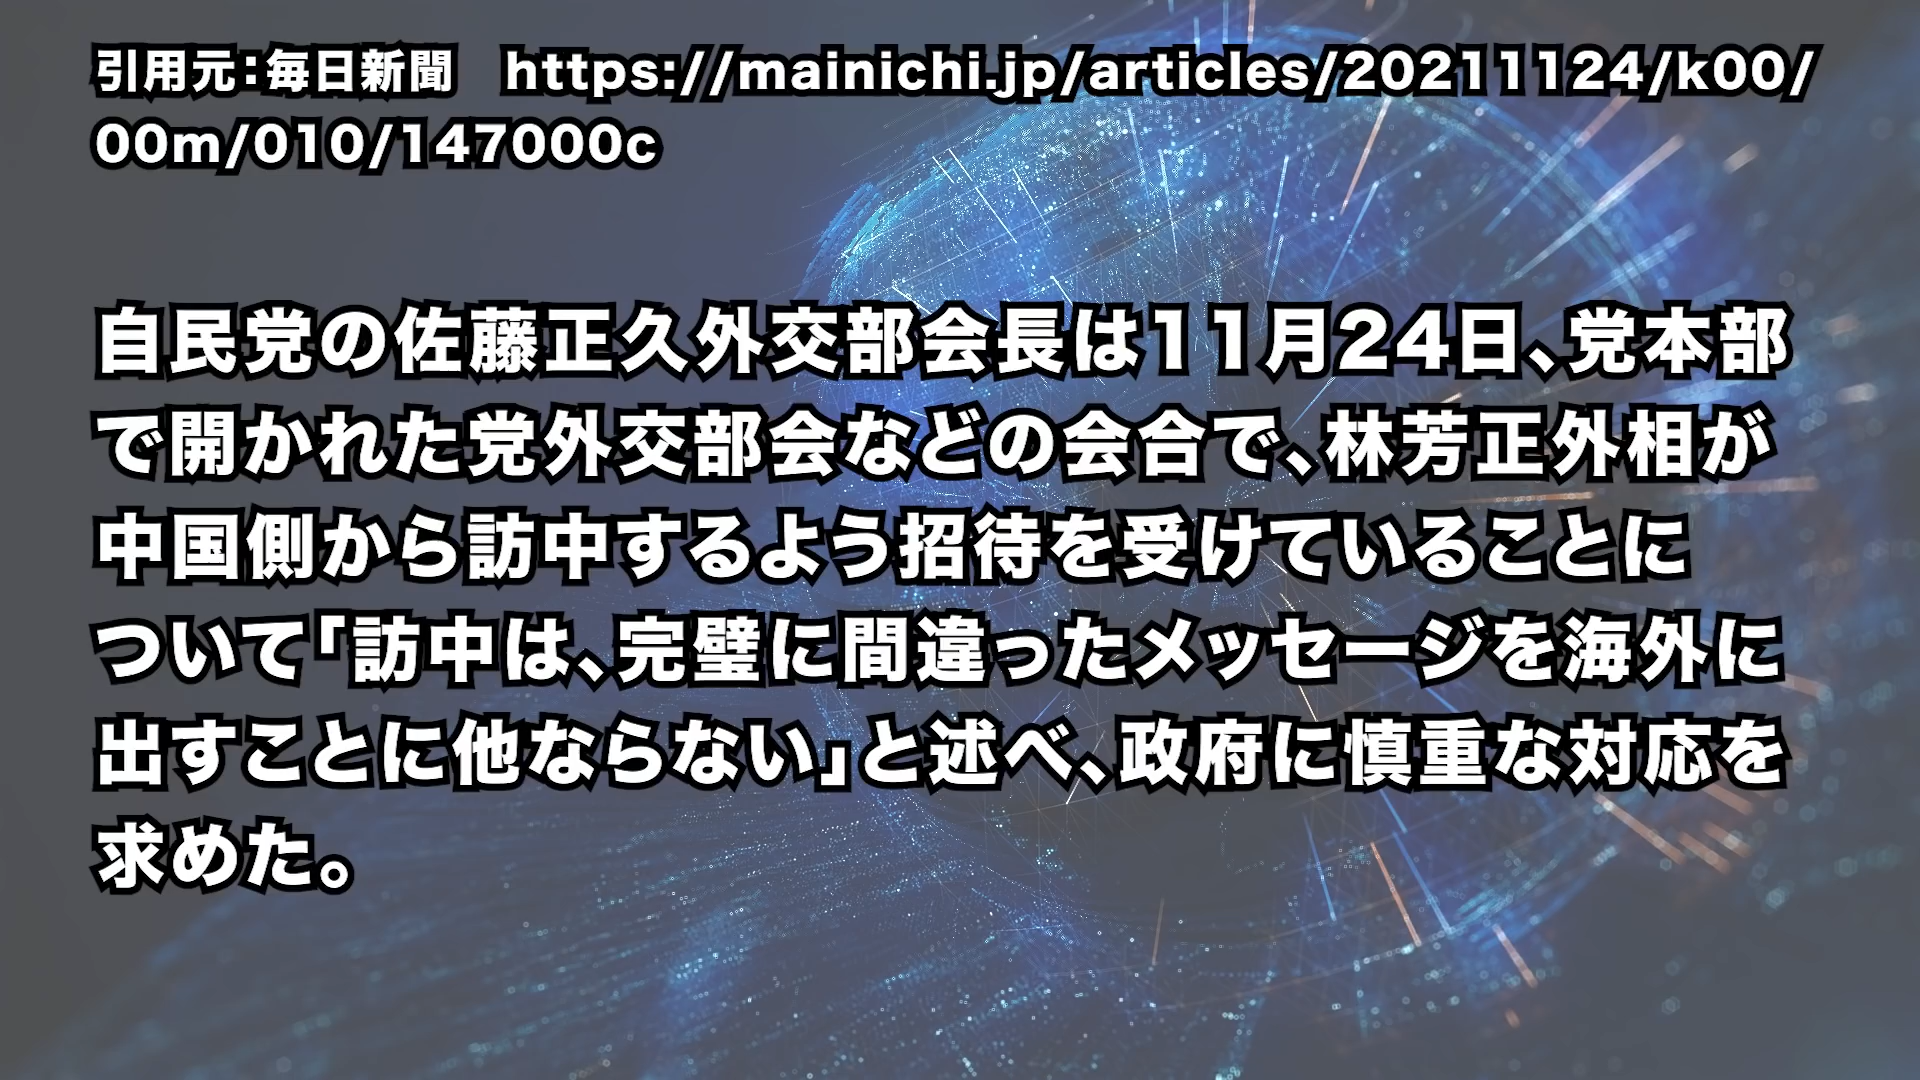 引用元：毎日新聞　https://mainichi.jp/articles/20211124/k00/
00m/010/147000c
自民党の佐藤正久外交部会長は11月24日、党本部
で開かれた党外交部会などの会合で、林芳正外相が
中国側から訪中するよう招待を受けていることに
ついて「訪中は、完璧に間違ったメッセージを海外に
出すことに他ならない」と述べ、政府に慎重な対応を
求めた。